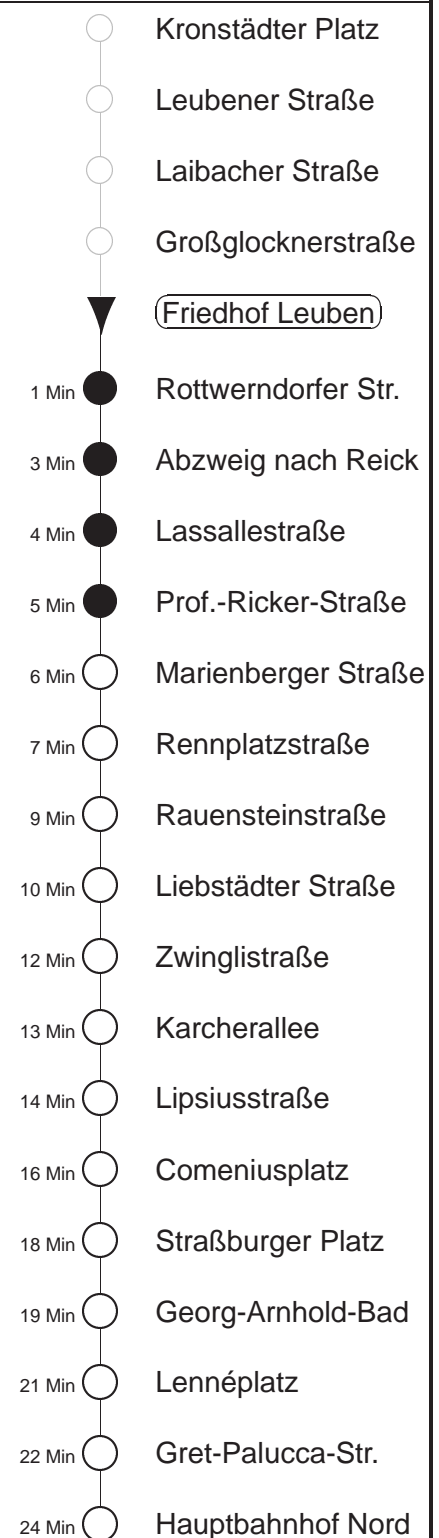 Kronstädter Platz
Leubener Straße
Laibacher Straße
Großglocknerstraße
Friedhof Leuben
1 Min Rottwerndorfer Str.
3 Min Abzweig nach Reick
4 Min Lassallestraße
5 Min Prof.-Ricker-Straße
6 Min Marienberger Straße
7 Min Rennplatzstraße
9 Min Rauensteinstraße
10 Min Liebstädter Straße
12 Min Zwinglistraße
13 Min Karcherallee
14 Min Lipsiusstraße
16 Min Comeniusplatz
18 Min Straßburger Platz
19 Min Georg-Arnhold-Bad
21 Min Lennéplatz
22 Min Gret-Palucca-Str.
24 Min Hauptbahnhof Nord